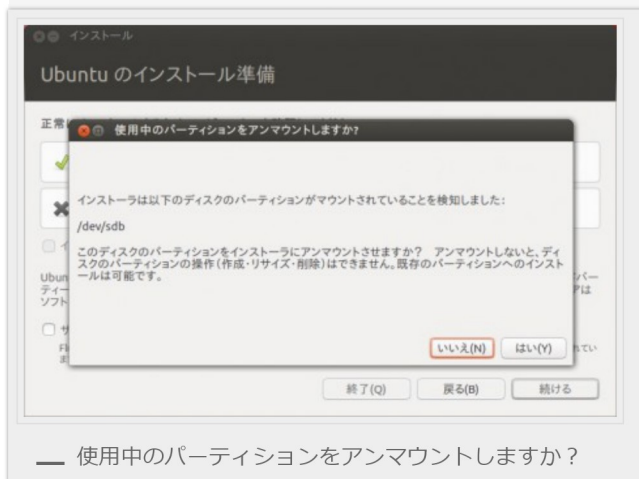 インストール
Ubuntu のインストール準備
正常に
使用中のパーティションをアンマウントしますか?
インストーラは以下のディスクのパーティションがマウントされていることを検知しました:
/dev/sdb
このディスクのパーティションをインストーラにアンマウントさせますか? アンマウントしないと、ディ
スクのパーティションの操作(作成・リサイズ・削除)はできません。既存のパーティションへのインスト
ールは可能です。
Ubun
ティー
ソフト
パー
アは
サ
Fl
てい
ま
いいえ(N) はい(Y)
終了(Q) 戻る(B) 続ける
使用中のパーティションをアンマウントしますか?